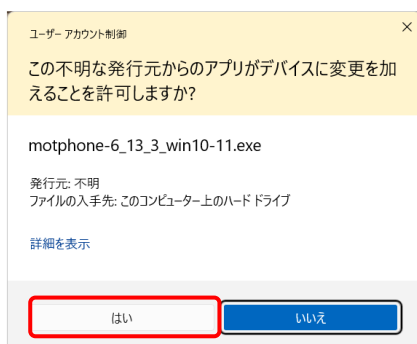 ユーザー アカウント制御
この不明な発行元からのアプリがデバイスに変更を加
えることを許可しますか?
motphone-6_13_3_win10-11.exe
発行元: 不明
ファイルの入手先: このコンピューター上のハード ドライブ
詳細を表示
はい
いいえ